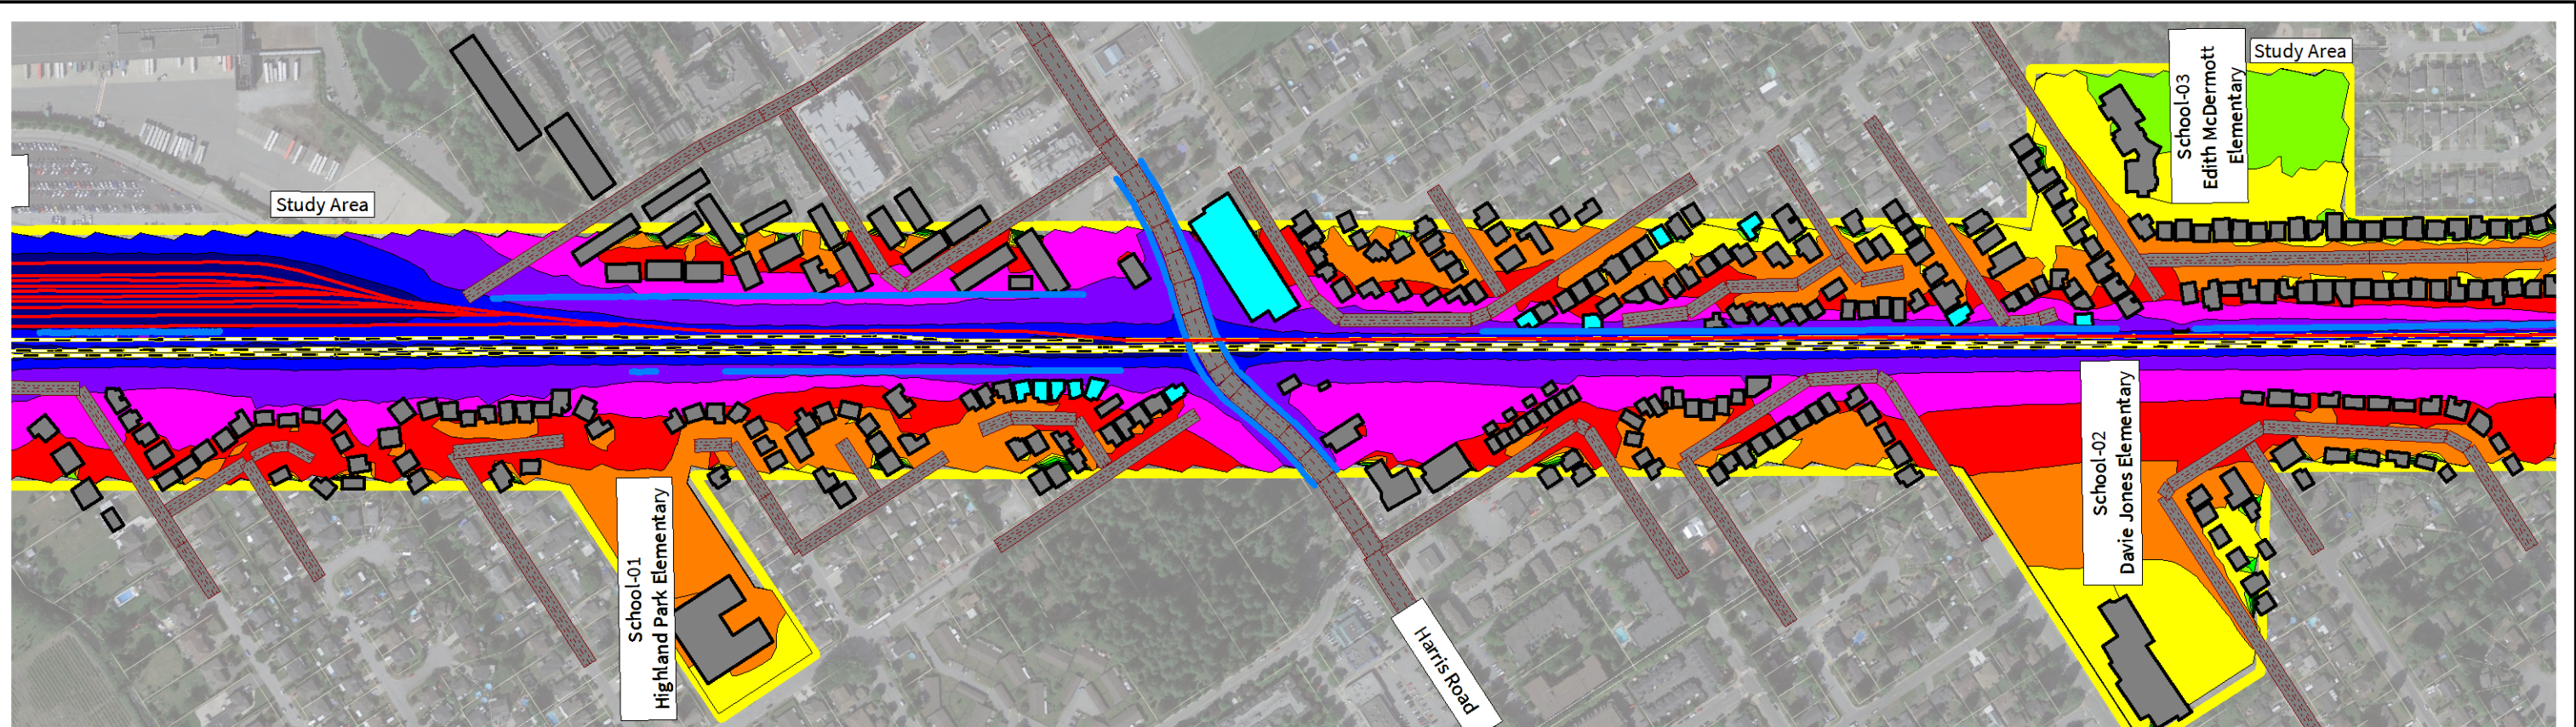 Study Area
School-01
Highland Park Elementary
Harris Road
School-02
Davie Jones Elementary
School-03
Edith McDermott
Elementary
Study Area